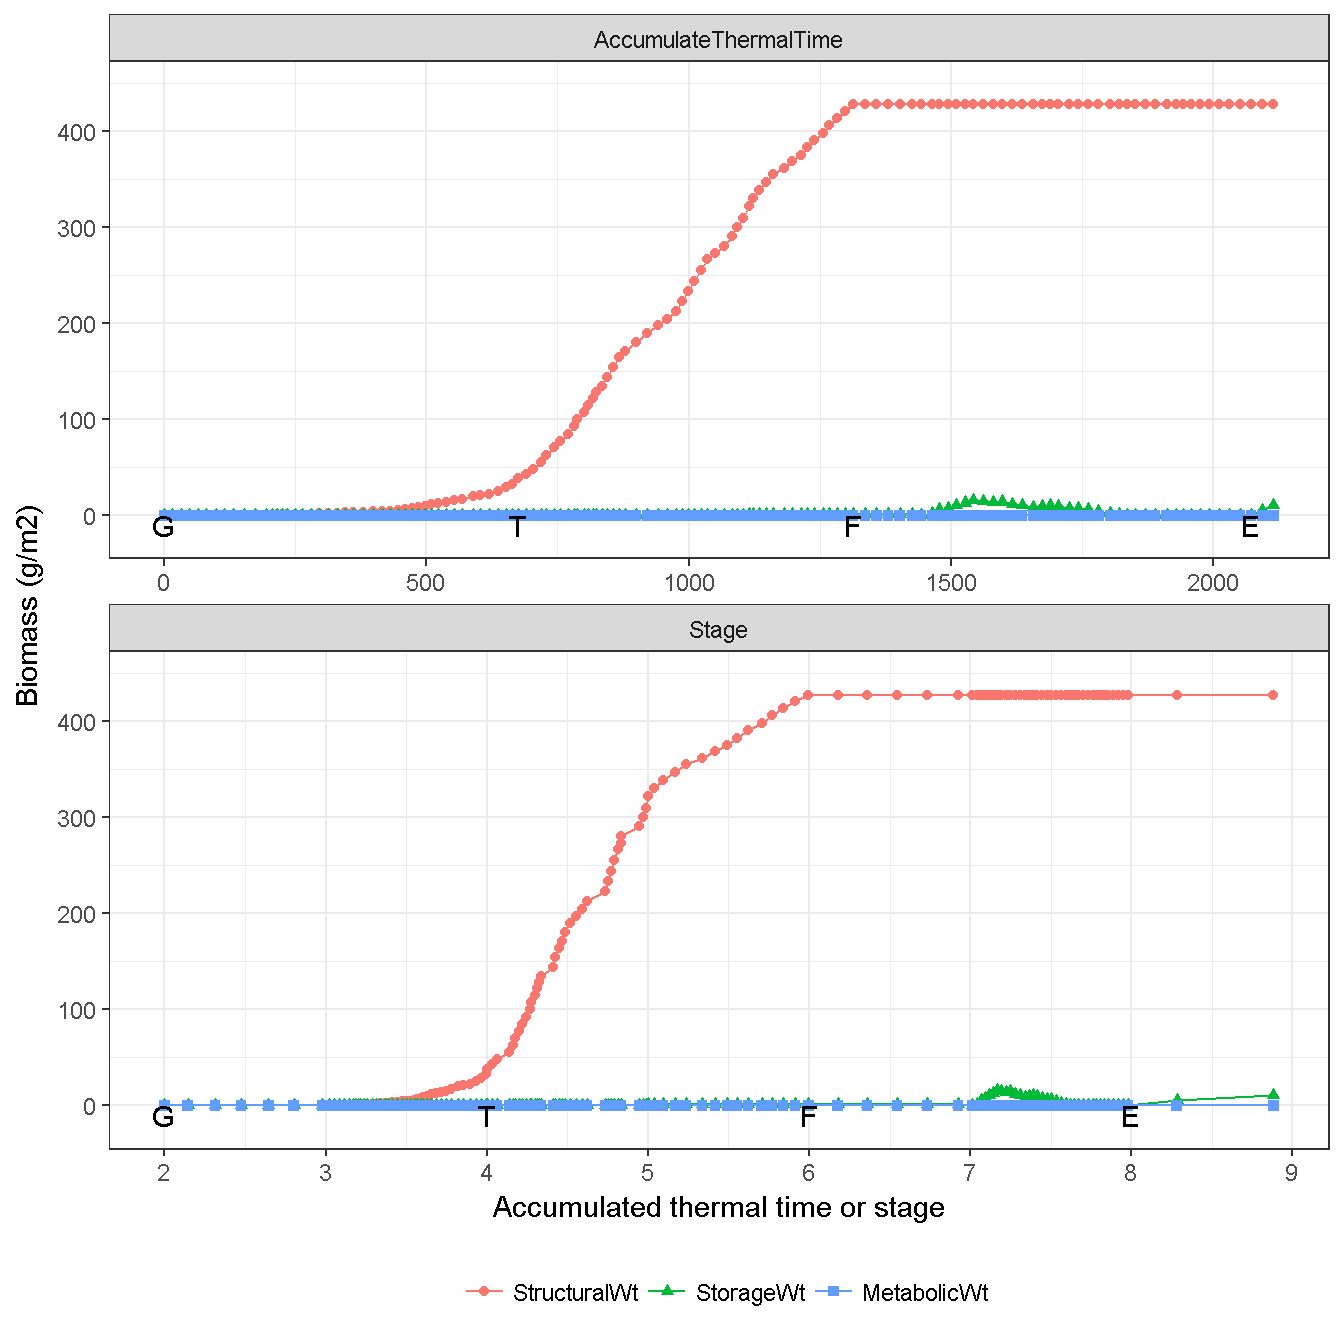 AccumulateThermalTime
400
300
200
100
0
G T F E
0 500 1000 1500 2000
Biomass (g/m2)
Stage
400
300
200
100
0
G T F E
2 3 4 5 6 7 8 9
Accumulated thermal time or stage
StructuralWt StorageWt MetabolicWt